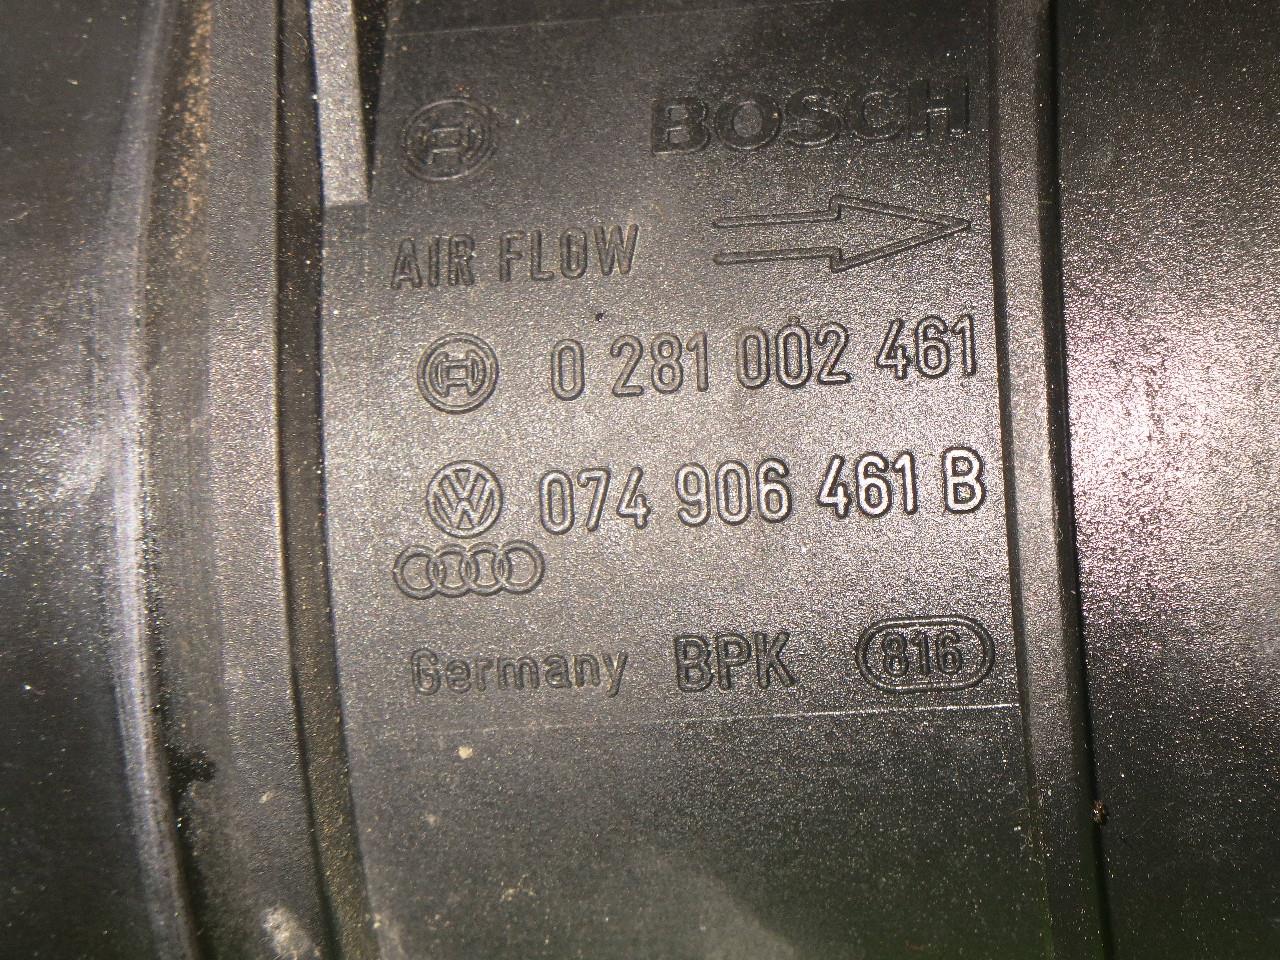 BOSCH
AIR FLOW
0 281 002 461
074 906 461 B
Germany BPK 816